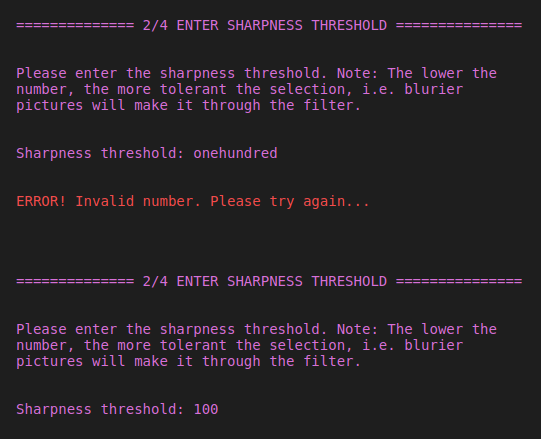 ============== 2/4 ENTER SHARPNESS THRESHOLD ===============
Please enter the sharpness threshold. Note: The lower the
number, the more tolerant the selection, i.e. blurier
pictures will make it through the filter.
Sharpness threshold: onehundred
ERROR! Invalid number. Please try again...
============== 2/4 ENTER SHARPNESS THRESHOLD ===============
Please enter the sharpness threshold. Note: The lower the
number, the more tolerant the selection, i.e. blurier
pictures will make it through the filter.
Sharpness threshold: 100